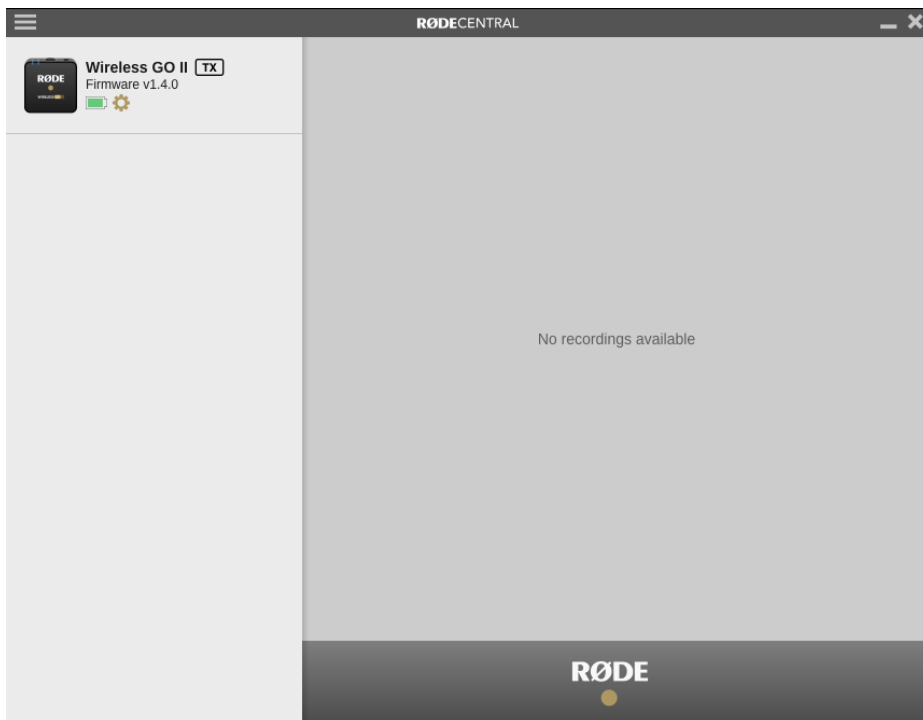 RØDECENTRAL
RØDE
Wireless GO II TX
Firmware v1.4.0
No recordings available
RØDE